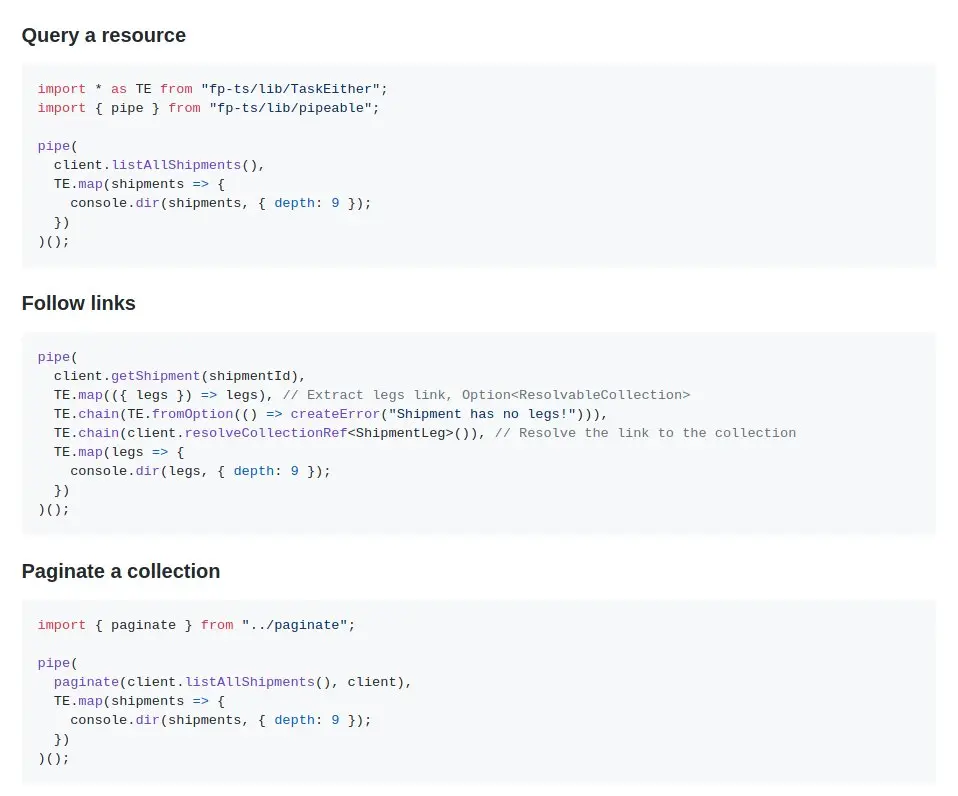 Query a resource
import * as TE from "fp-ts/lib/TaskEither";
import { pipe } from "fp-ts/lib/pipeable";
pipe(
  client.listAllShipments(),
  TE.map(shipments => {
    console.dir(shipments, { depth: 9 });
  })
)();
Follow links
pipe(
  client.getShipment(shipmentId),
  TE.map(({ legs }) => legs), // Extract legs link, Option<ResolvableCollection>
  TE.chain(TE.fromOption(() => createError("Shipment has no legs!"))),
  TE.chain(client.resolveCollectionRef<ShipmentLeg>()), // Resolve the link to the collection
  TE.map(legs => {
    console.dir(legs, { depth: 9 });
  })
)();
Paginate a collection
import { paginate } from "../paginate";
pipe(
  paginate(client.listAllShipments(), client),
  TE.map(shipments => {
    console.dir(shipments, { depth: 9 });
  })
)();